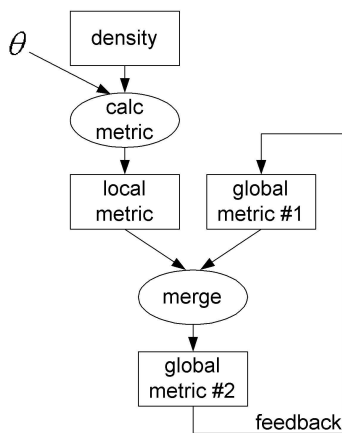 density
θ
calc
metric
local
metric
global
metric #1
merge
global
metric #2
feedback